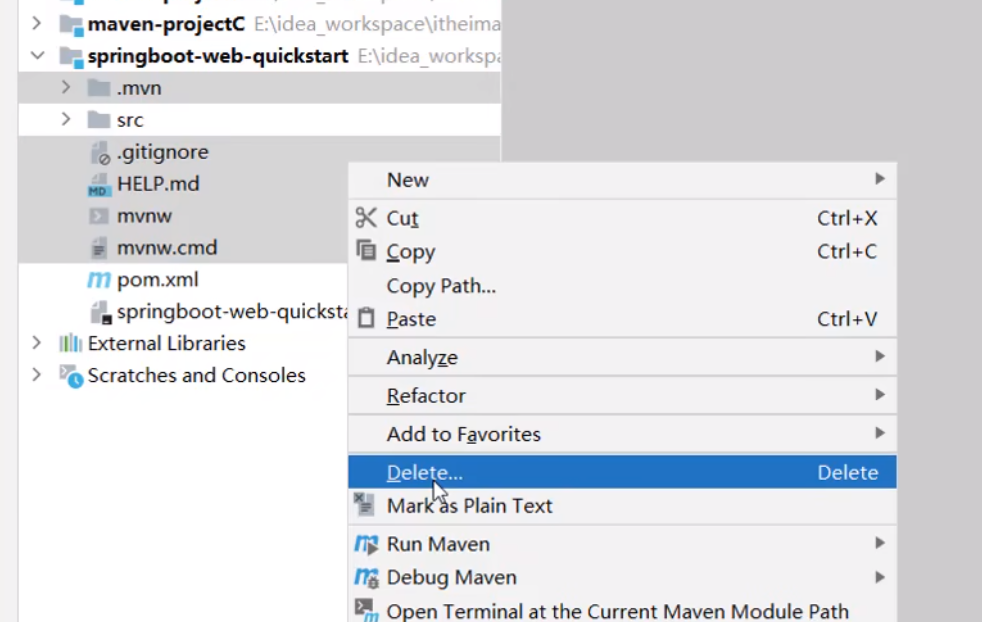 maven-projectC E:\idea_workspace\itheima
springboot-web-quickstart E:\idea_workspa
.mvn
src
.gitignore
HELP.md
mvnw
mvnw.cmd
pom.xml
springboot-web-quicksta
External Libraries
Scratches and Consoles
New
Cut Ctrl+X
Copy Ctrl+C
Copy Path...
Paste Ctrl+V
Analyze
Refactor
Add to Favorites
Delete... Delete
Mark as Plain Text
Run Maven
Debug Maven
Open Terminal at the Current Maven Module Path